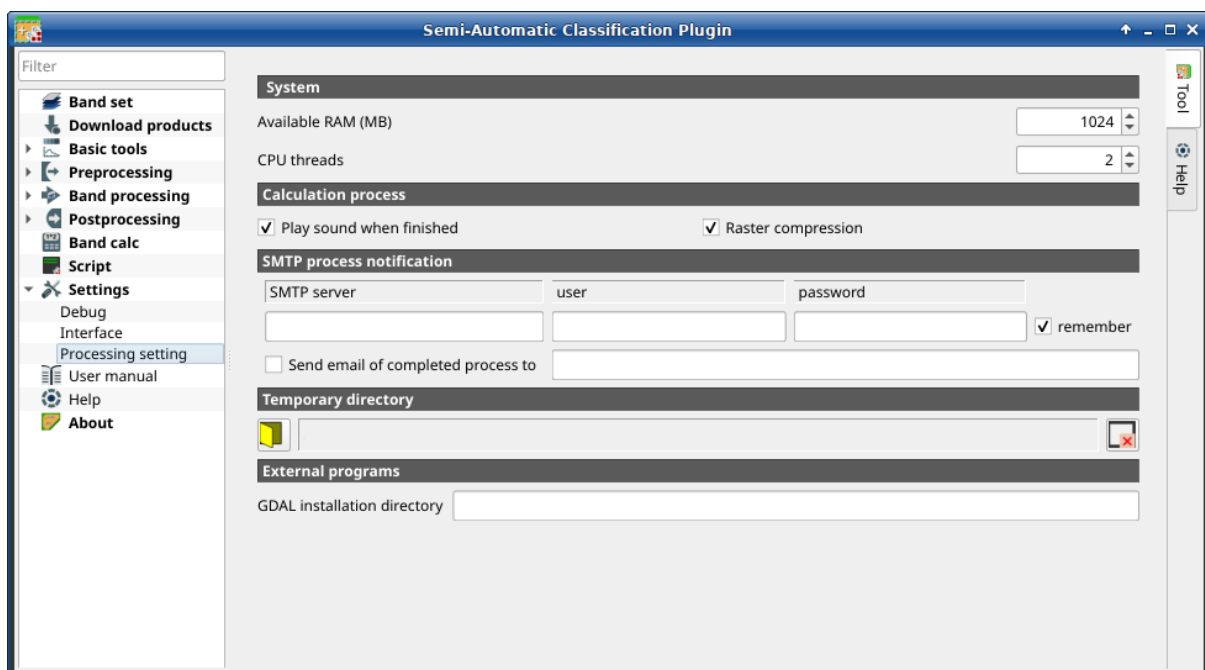 Semi-Automatic Classification Plugin
Filter
Band set
Download products
Basic tools
Preprocessing
Band processing
Postprocessing
Band calc
Script
Settings
Debug
Interface
Processing setting
User manual
Help
About
System
Available RAM (MB) 1024
CPU threads 2
Calculation process
Play sound when finished Raster compression
SMTP process notification
SMTP server user password
remember
Send email of completed process to
Temporary directory
External programs
GDAL installation directory
Tool
Help